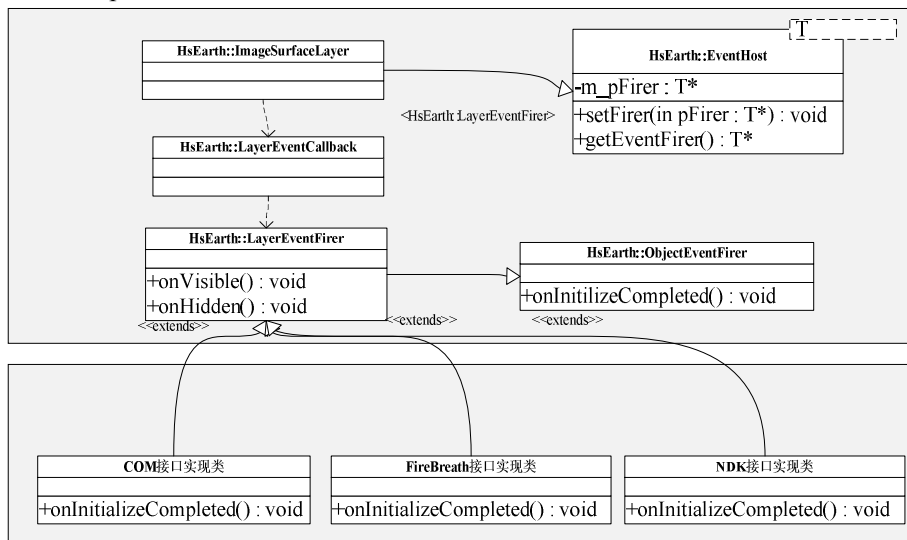 T
HsEarth::ImageSurfaceLayer
HsEarth::EventHost
-m_pFirer : T*
+setFirer(in pFirer : T*) : void
+getEventFirer() : T*
<HsEarth::LayerEventFirer>
HsEarth::LayerEventCallback
HsEarth::LayerEventFirer
+onVisible() : void
+onHidden() : void
HsEarth::ObjectEventFirer
+onInitilizeCompleted() : void
<<extends>>
<<extends>>
<<extends>>
COM接口实现类
+onInitializeCompleted() : void
FireBreath接口实现类
+onInitializeCompleted() : void
NDK接口实现类
+onInitializeCompleted() : void